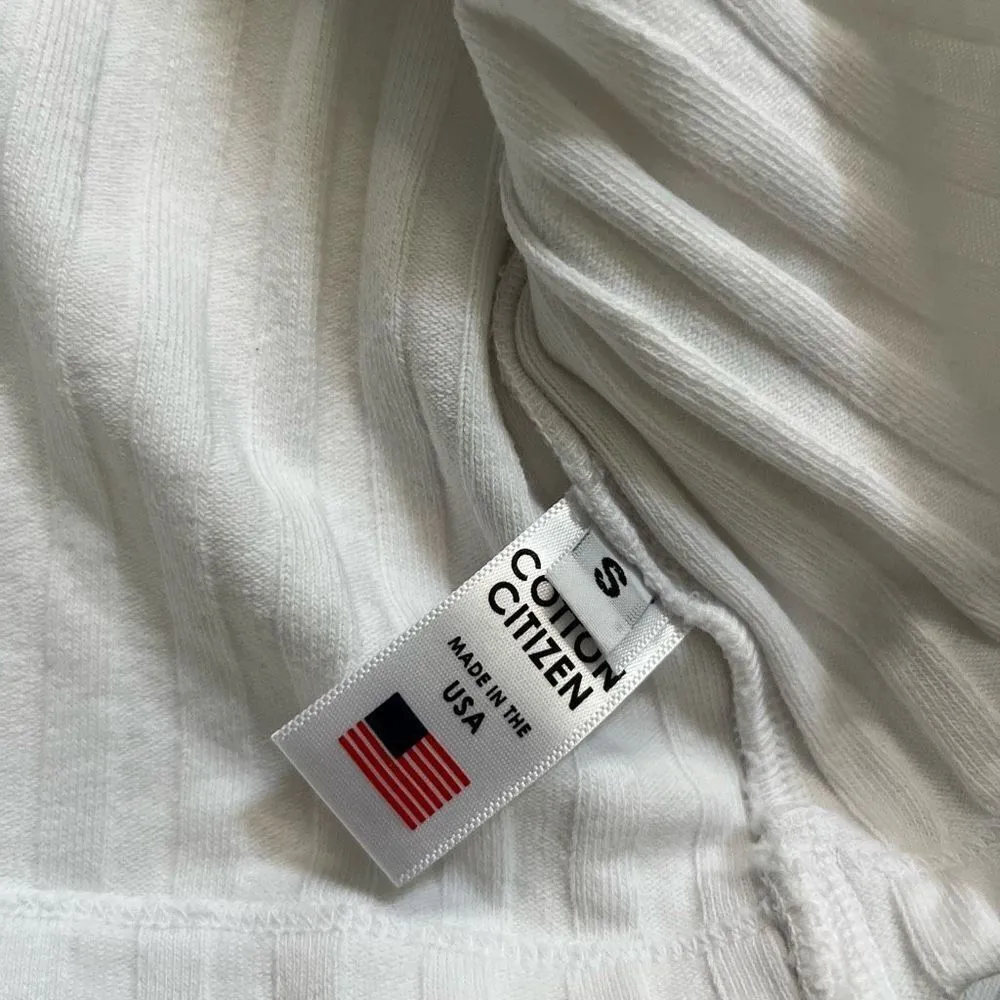 S
COTTON
CITIZEN
MADE IN THE
USA